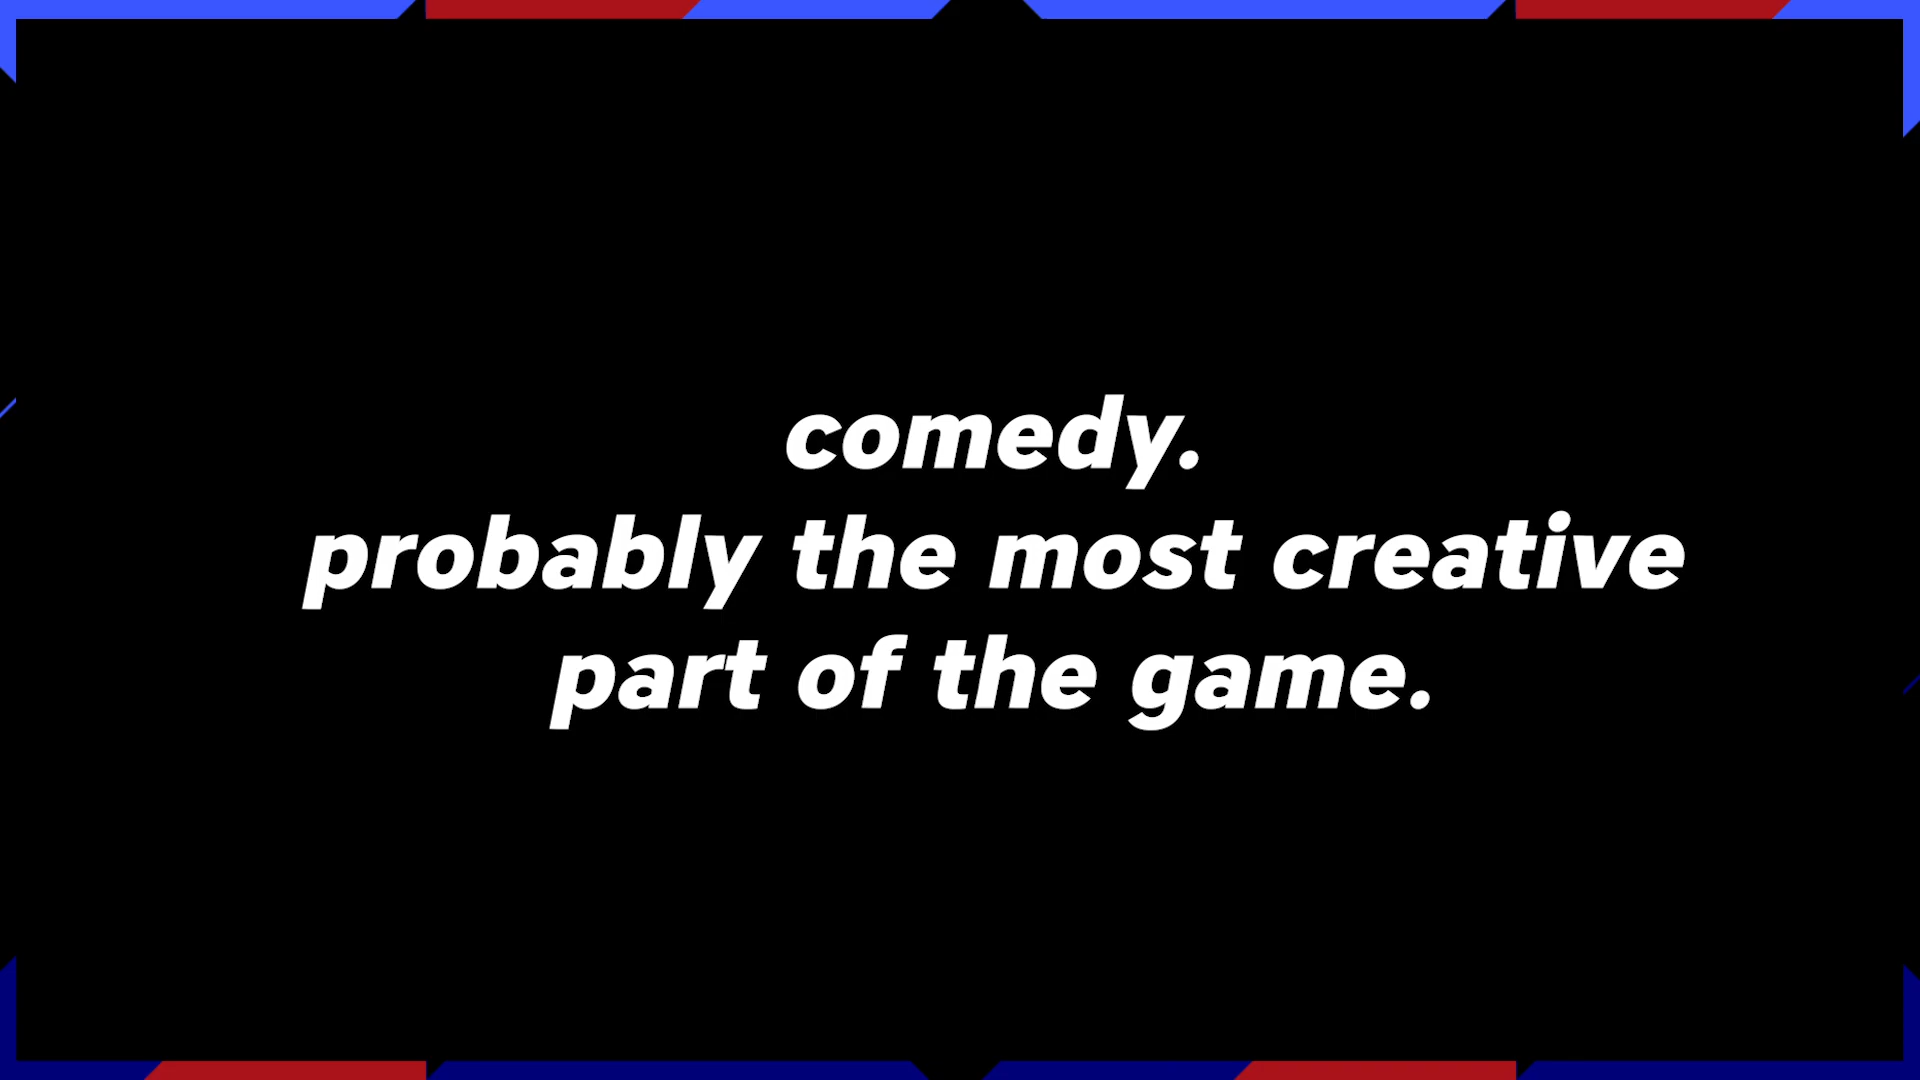 comedy.
probably the most creative
part of the game.